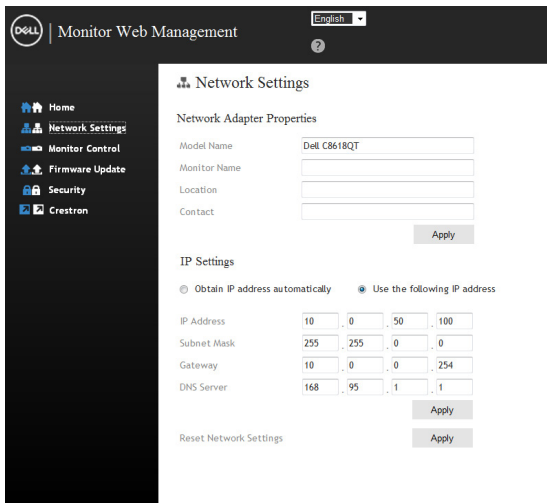 DELL | Monitor Web Management
English
?
Home
Network Settings
Monitor Control
Firmware Update
Security
Crestron
Network Settings
Network Adapter Properties
Model Name Dell C8618QT
Monitor Name
Location
Contact
Apply
IP Settings
Obtain IP address automatically Use the following IP address
IP Address 10 . 0 . 50 . 100
Subnet Mask 255 . 255 . 0 . 0
Gateway 10 . 0 . 0 . 254
DNS Server 168 . 95 . 1 . 1
Apply
Reset Network Settings Apply